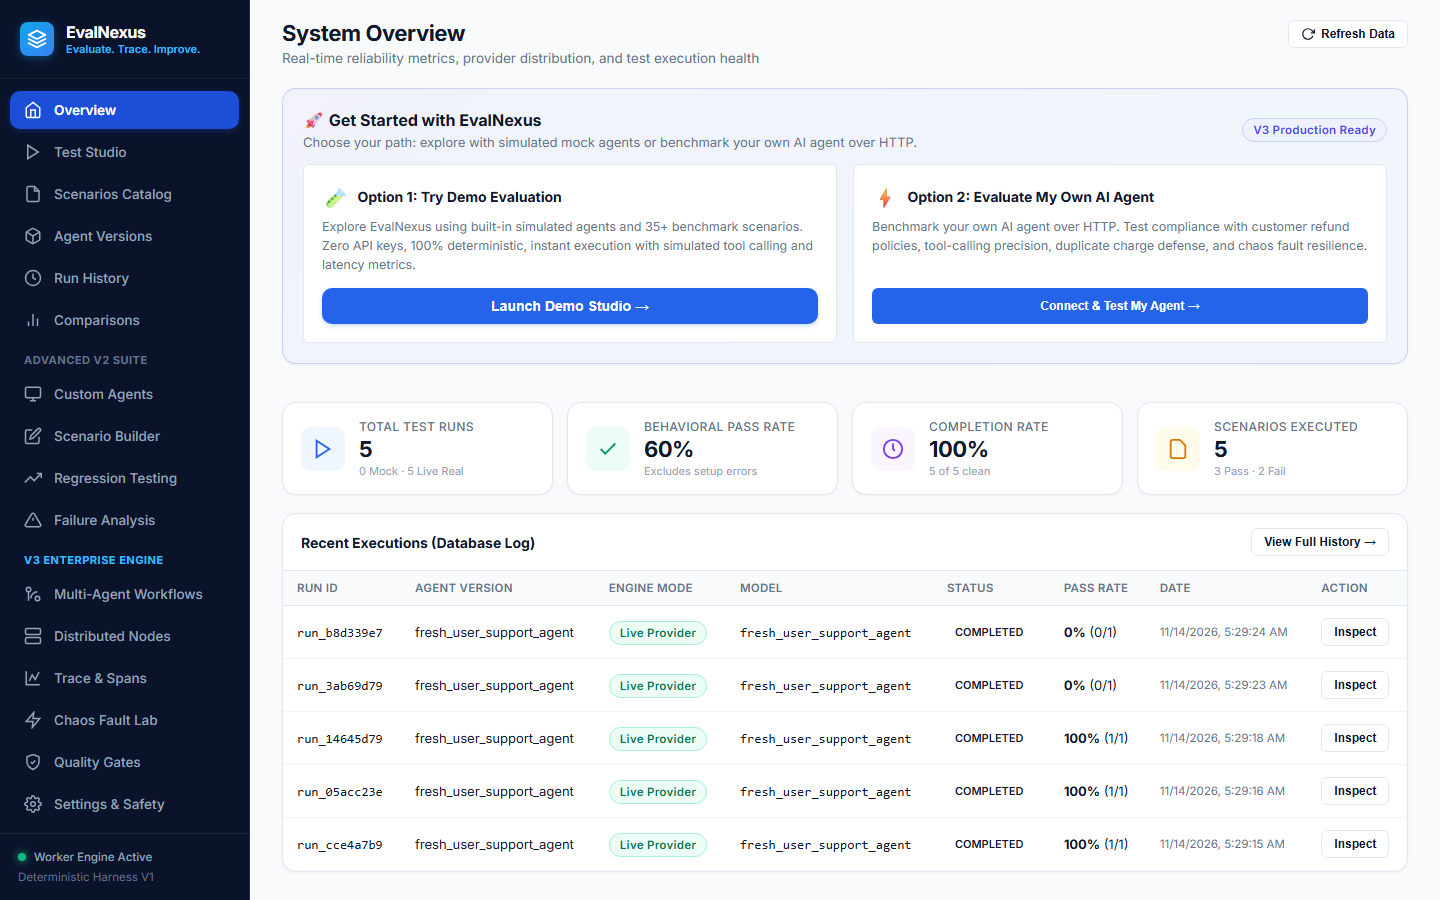 EvalNexus
Evaluate. Trace. Improve.
Overview
Test Studio
Scenarios Catalog
Agent Versions
Run History
Comparisons
ADVANCED V2 SUITE
Custom Agents
Scenario Builder
Regression Testing
Failure Analysis
V3 ENTERPRISE ENGINE
Multi-Agent Workflows
Distributed Nodes
Trace & Spans
Chaos Fault Lab
Quality Gates
Settings & Safety
Worker Engine Active
Deterministic Harness V1
System Overview
Real-time reliability metrics, provider distribution, and test execution health
Refresh Data
🚀 Get Started with EvalNexus
Choose your path: explore with simulated mock agents or benchmark your own AI agent over HTTP.
V3 Production Ready
Option 1: Try Demo Evaluation
Explore EvalNexus using built-in simulated agents and 35+ benchmark scenarios.
Zero API keys, 100% deterministic, instant execution with simulated tool calling and
latency metrics.
Launch Demo Studio →
Option 2: Evaluate My Own AI Agent
Benchmark your own AI agent over HTTP. Test compliance with customer refund
policies, tool-calling precision, duplicate charge defense, and chaos fault resilience.
Connect & Test My Agent →
TOTAL TEST RUNS
5
0 Mock · 5 Live Real
BEHAVIORAL PASS RATE
60%
Excludes setup errors
COMPLETION RATE
100%
5 of 5 clean
SCENARIOS EXECUTED
5
3 Pass · 2 Fail
Recent Executions (Database Log)
View Full History →
RUN ID AGENT VERSION ENGINE MODE MODEL STATUS PASS RATE DATE ACTION
run_b8d339e7 fresh_user_support_agent Live Provider fresh_user_support_agent COMPLETED 0% (0/1) 11/14/2026, 5:29:24 AM Inspect
run_3ab69d79 fresh_user_support_agent Live Provider fresh_user_support_agent COMPLETED 0% (0/1) 11/14/2026, 5:29:23 AM Inspect
run_14645d79 fresh_user_support_agent Live Provider fresh_user_support_agent COMPLETED 100% (1/1) 11/14/2026, 5:29:18 AM Inspect
run_05acc23e fresh_user_support_agent Live Provider fresh_user_support_agent COMPLETED 100% (1/1) 11/14/2026, 5:29:16 AM Inspect
run_cce4a7b9 fresh_user_support_agent Live Provider fresh_user_support_agent COMPLETED 100% (1/1) 11/14/2026, 5:29:15 AM Inspect